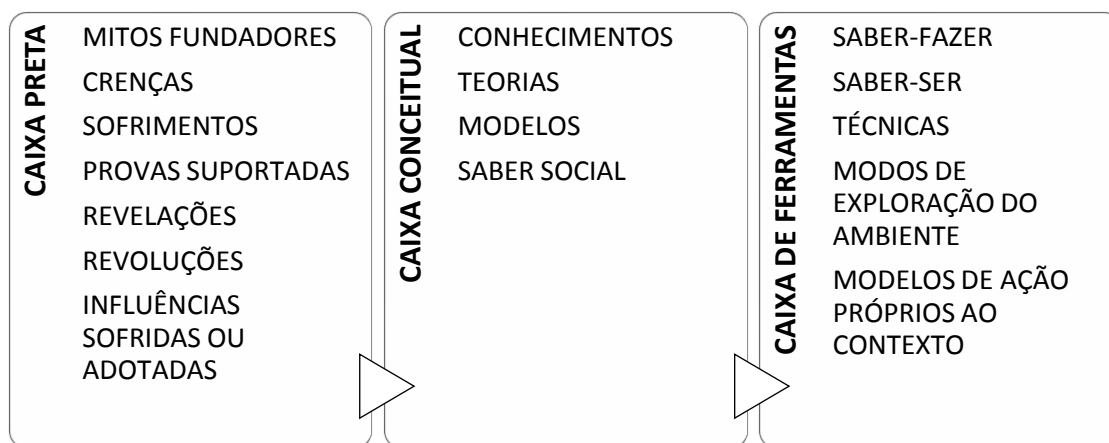 CAIXA PRETA
MITOS FUNDADORES
CRENÇAS
SOFRIMENTOS
PROVAS SUPORTADAS
REVELAÇÕES
REVOLUÇÕES
INFLUÊNCIAS
SOFRIDAS OU
ADOTADAS
CAIXA CONCEITUAL
CONHECIMENTOS
TEORIAS
MODELOS
SABER SOCIAL
CAIXA DE FERRAMENTAS
SABER-FAZER
SABER-SER
TÉCNICAS
MODOS DE
EXPLORAÇÃO DO
AMBIENTE
MODELOS DE AÇÃO
PRÓPRIOS AO
CONTEXTO